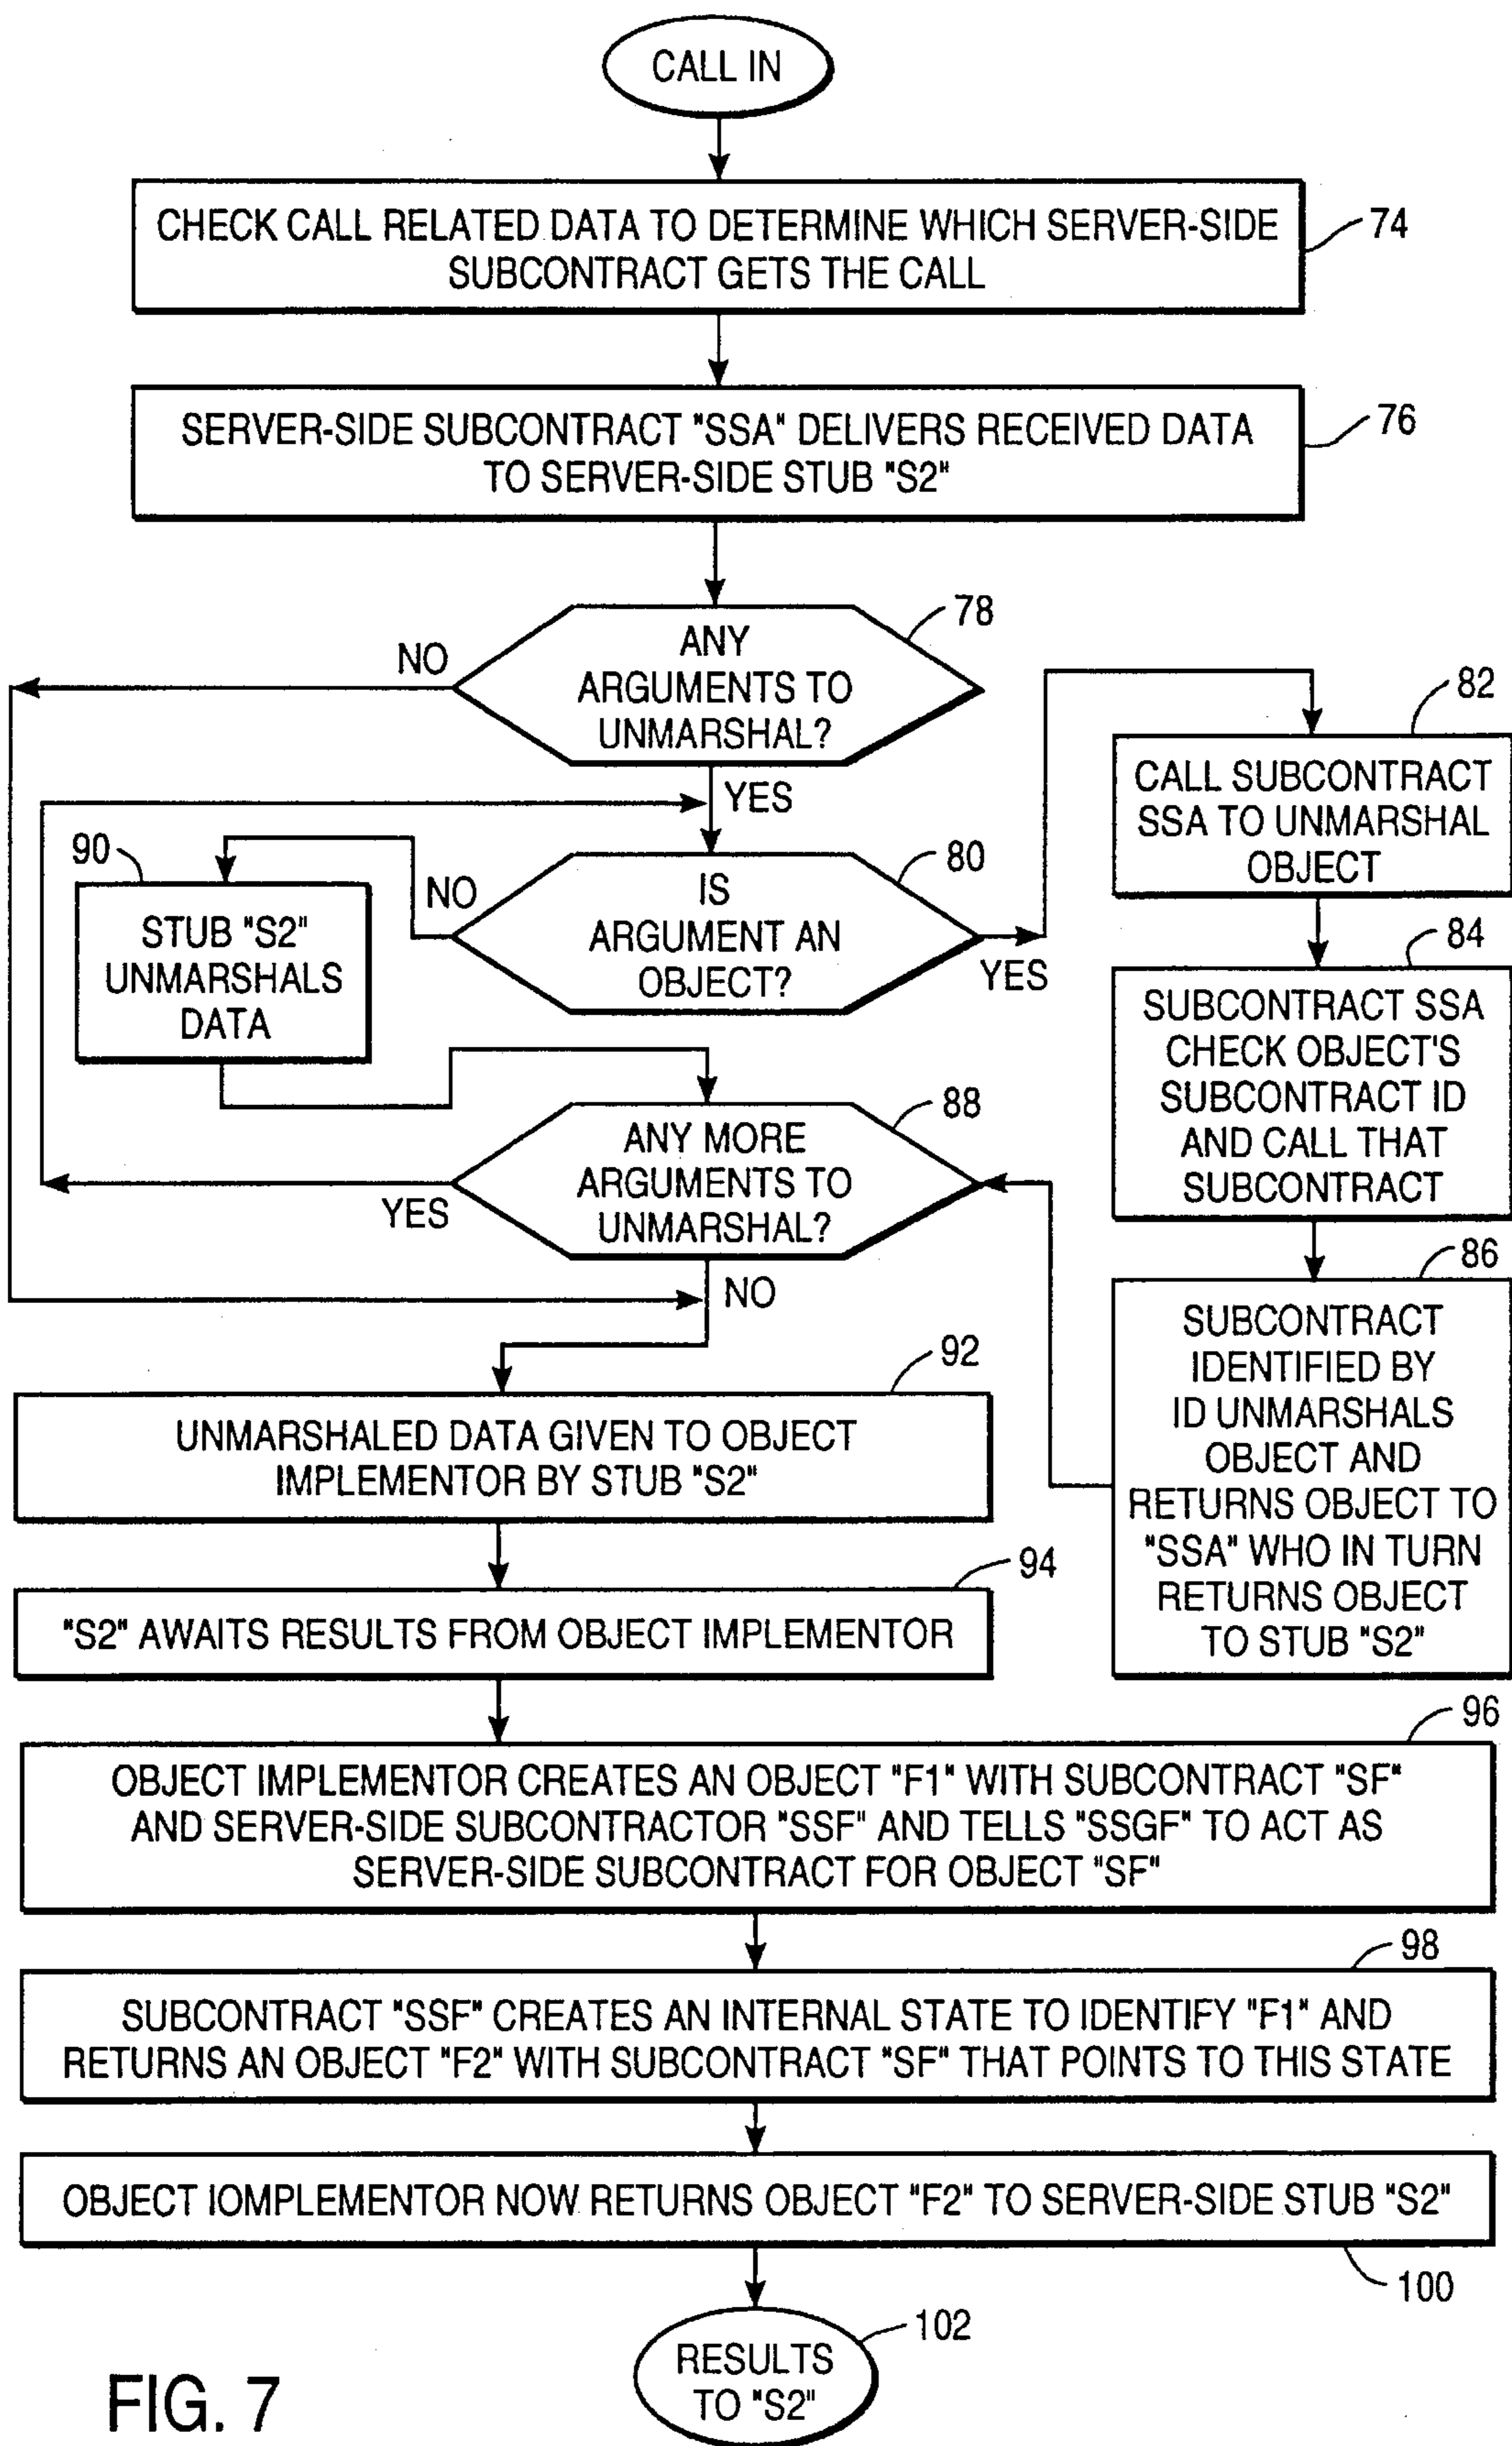 CALL IN
CHECK CALL RELATED DATA TO DETERMINE WHICH SERVER-SIDE
SUBCONTRACT GETS THE CALL
74
SERVER-SIDE SUBCONTRACT "SSA" DELIVERS RECEIVED DATA
TO SERVER-SIDE STUB "S2"
76
ANY
ARGUMENTS TO
UNMARSHAL?
78
NO
YES
IS
ARGUMENT AN
OBJECT?
80
NO
YES
90
STUB "S2"
UNMARSHALS
DATA
82
CALL SUBCONTRACT
SSA TO UNMARSHAL
OBJECT
84
SUBCONTRACT SSA
CHECK OBJECT'S
SUBCONTRACT ID
AND CALL THAT
SUBCONTRACT
86
SUBCONTRACT
IDENTIFIED BY
ID UNMARSHALS
OBJECT AND
RETURNS OBJECT TO
"SSA" WHO IN TURN
RETURNS OBJECT
TO STUB "S2"
88
ANY MORE
ARGUMENTS TO
UNMARSHAL?
YES
NO
92
UNMARSHALED DATA GIVEN TO OBJECT
IMPLEMENTOR BY STUB "S2"
94
"S2" AWAITS RESULTS FROM OBJECT IMPLEMENTOR
96
OBJECT IMPLEMENTOR CREATES AN OBJECT "F1" WITH SUBCONTRACT "SF"
AND SERVER-SIDE SUBCONTRACTOR "SSF" AND TELLS "SSGF" TO ACT AS
SERVER-SIDE SUBCONTRACT FOR OBJECT "SF"
98
SUBCONTRACT "SSF" CREATES AN INTERNAL STATE TO IDENTIFY "F1" AND
RETURNS AN OBJECT "F2" WITH SUBCONTRACT "SF" THAT POINTS TO THIS STATE
OBJECT IOMPLEMENTOR NOW RETURNS OBJECT "F2" TO SERVER-SIDE STUB "S2"
100
102
RESULTS
TO "S2"
FIG. 7